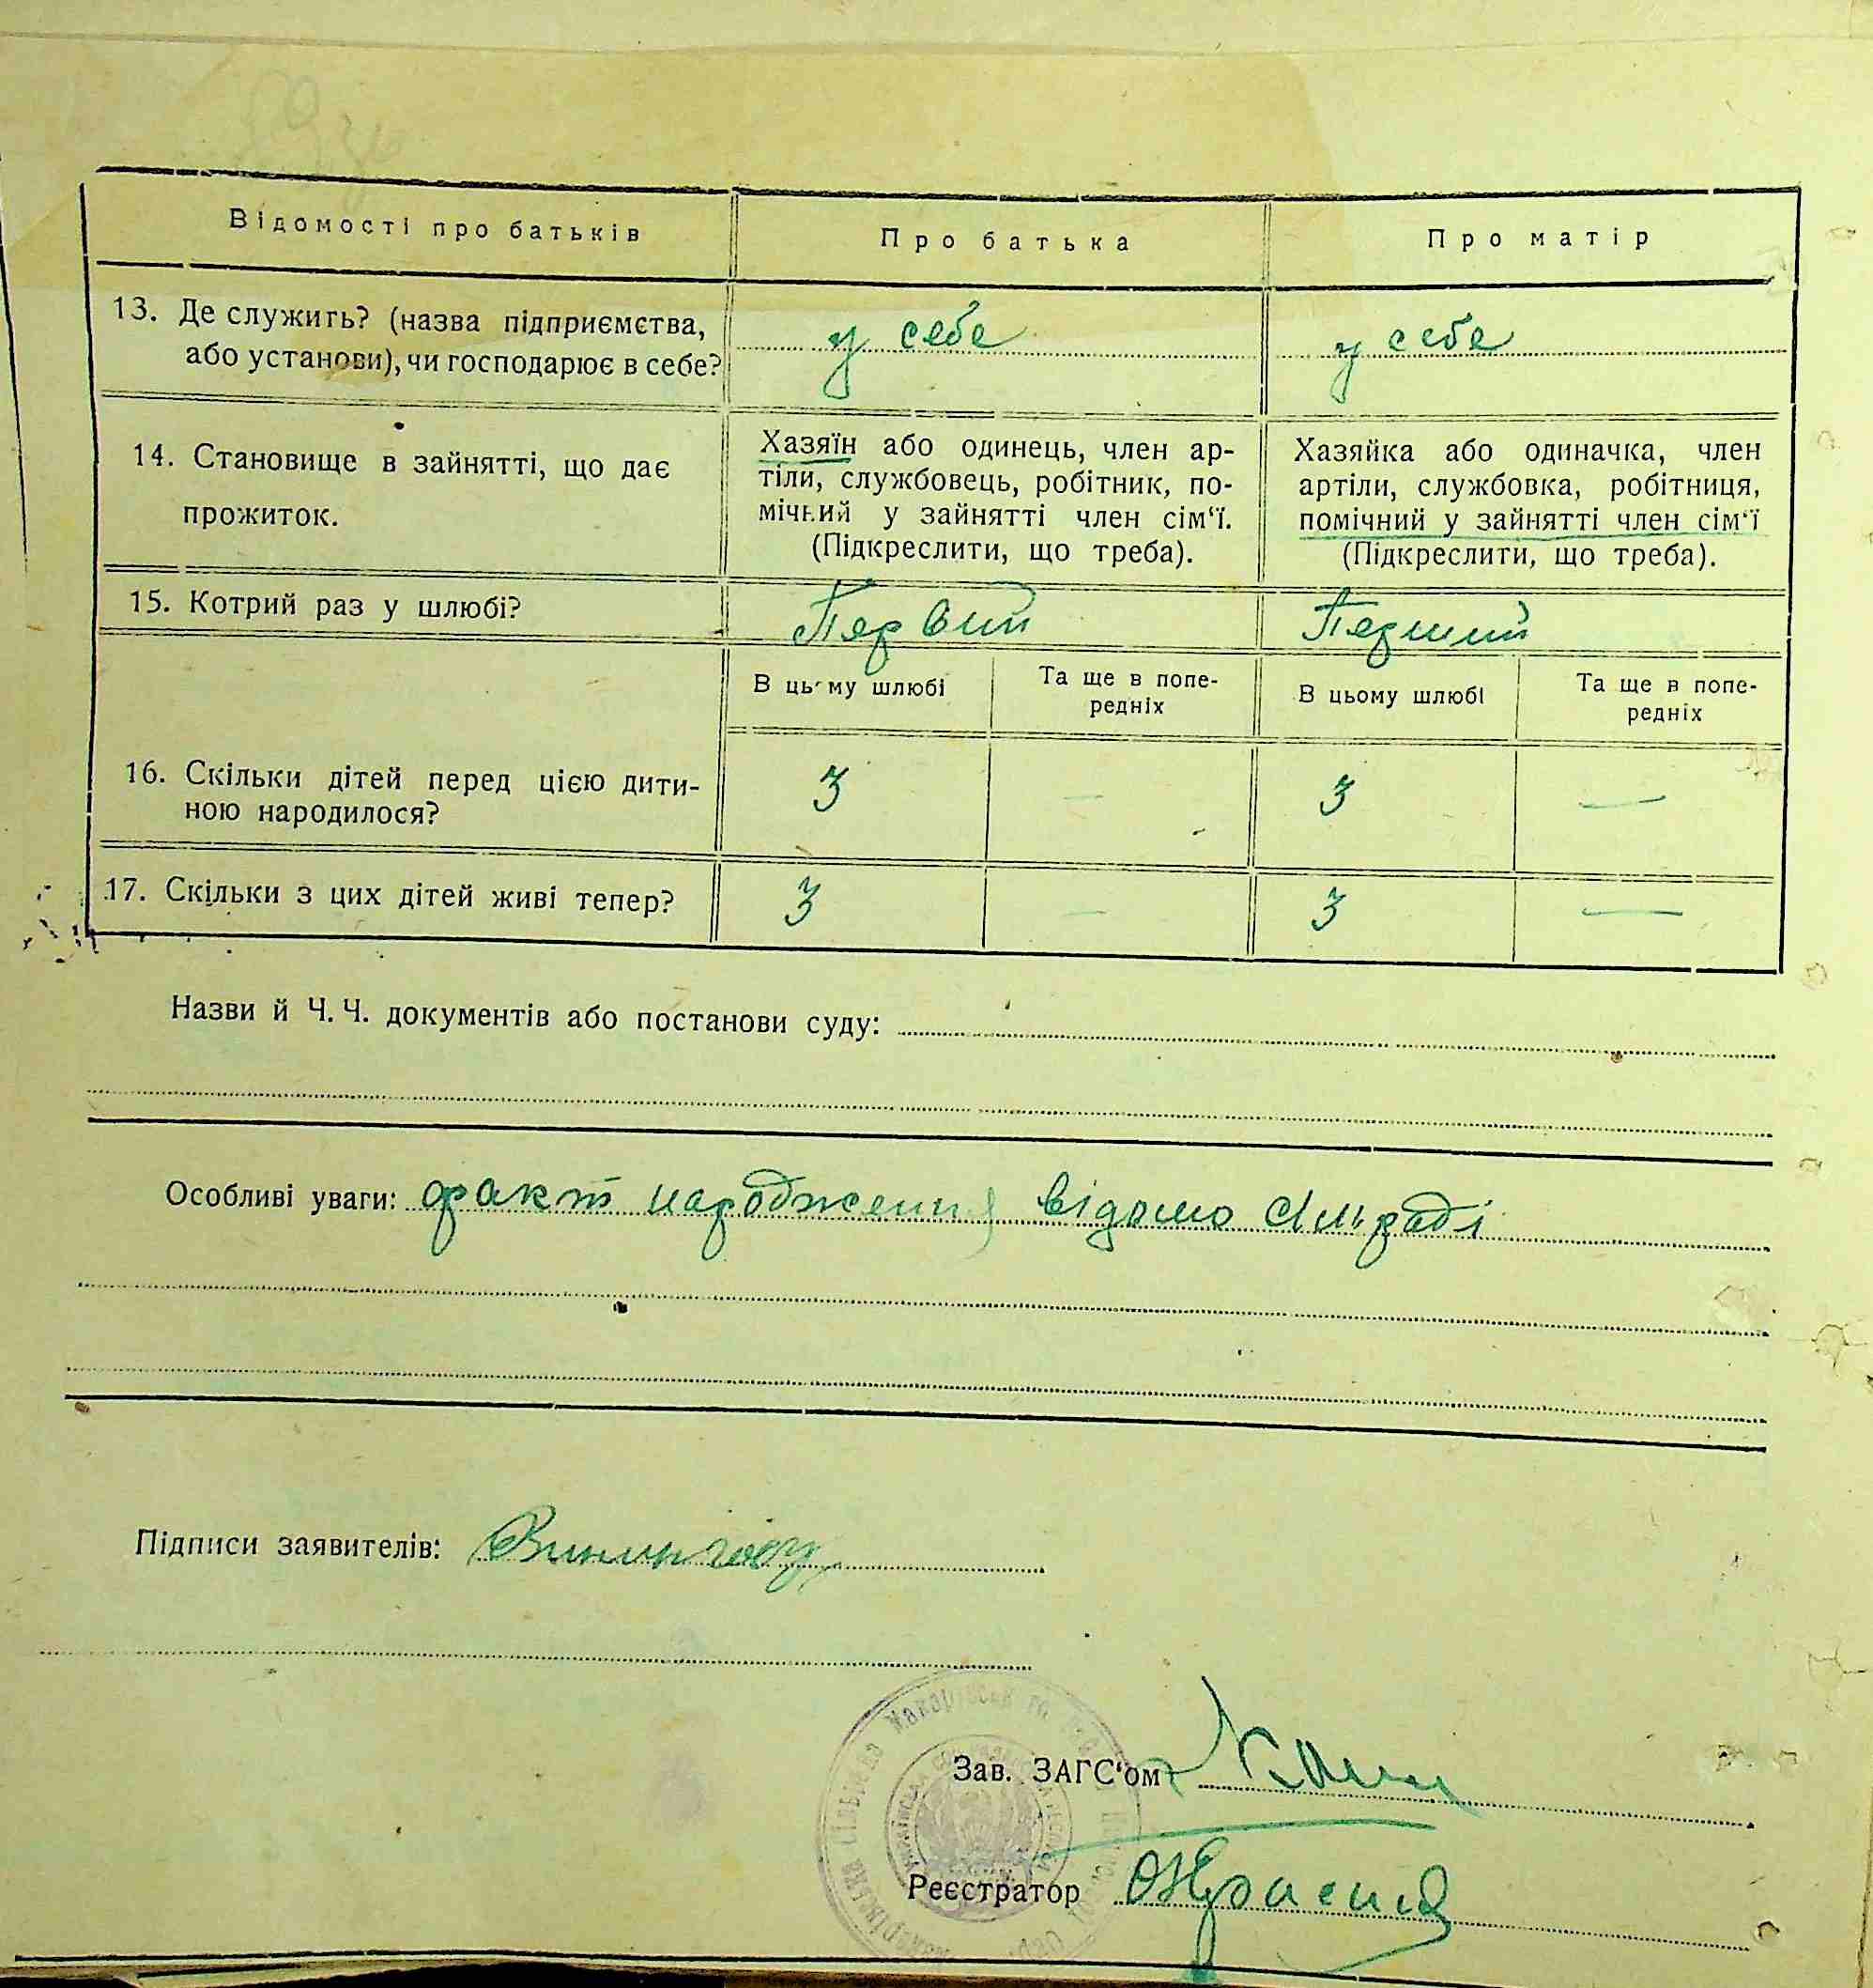 Відомості про батьків
Про батька
Про матір
13. Де служить? (назва підприємства,
або установи), чи господарює в себе?
у себе
у себе
14. Становище в зайнятті, що дає
прожиток.
Хазяїн або одинець, член ар-
тіли, службовець, робітник, по-
мічний у зайнятті член сім‘ї.
(Підкреслити, що треба).
Хазяйка або одиначка, член
артіли, службовка, робітниця,
помічний у зайнятті член сім‘ї
(Підкреслити, що треба).
15. Котрий раз у шлюбі?
Первий
Перший
В цьму шлюбі
Та ще в попе-
редніх
В цьому шлюбі
Та ще в попе-
редніх
16. Скільки дітей перед цією дити-
ною народилося?
3
—
3
—
17. Скільки з цих дітей живі тепер?
3
—
3
—
Назви й Ч. Ч. документів або постанови суду:
Особливі уваги: факт народження відомо
Підписи заявителів:
Зав. ЗАГС‘ом
Реєстратор